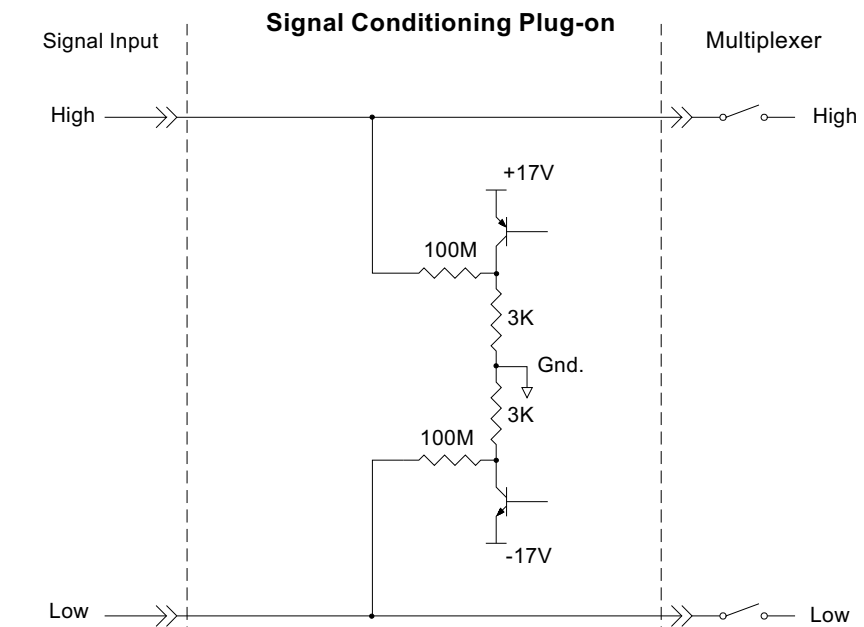 Signal Conditioning Plug-on
Signal Input
Multiplexer
High
High
+17V
100M
3K
Gnd.
3K
100M
-17V
Low
Low